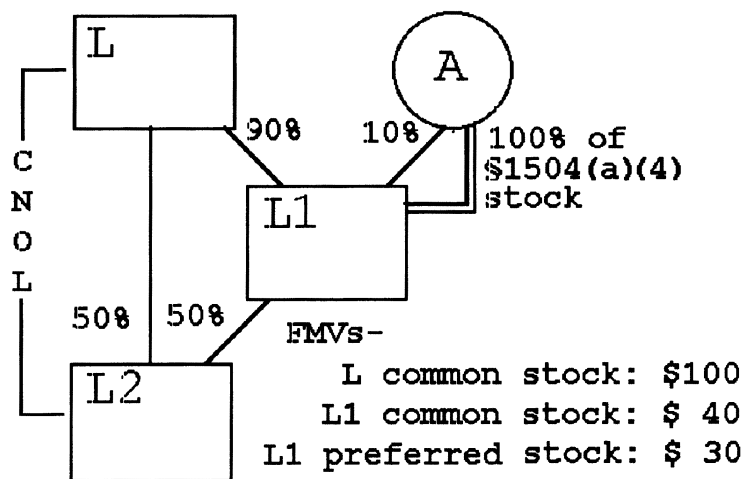 L
A
90%
10%
100% of
§1504(a)(4)
stock
C
N
O
L
L1
50%
50%
FMVs-
L2
L common stock: $100
L1 common stock: $ 40
L1 preferred stock: $ 30